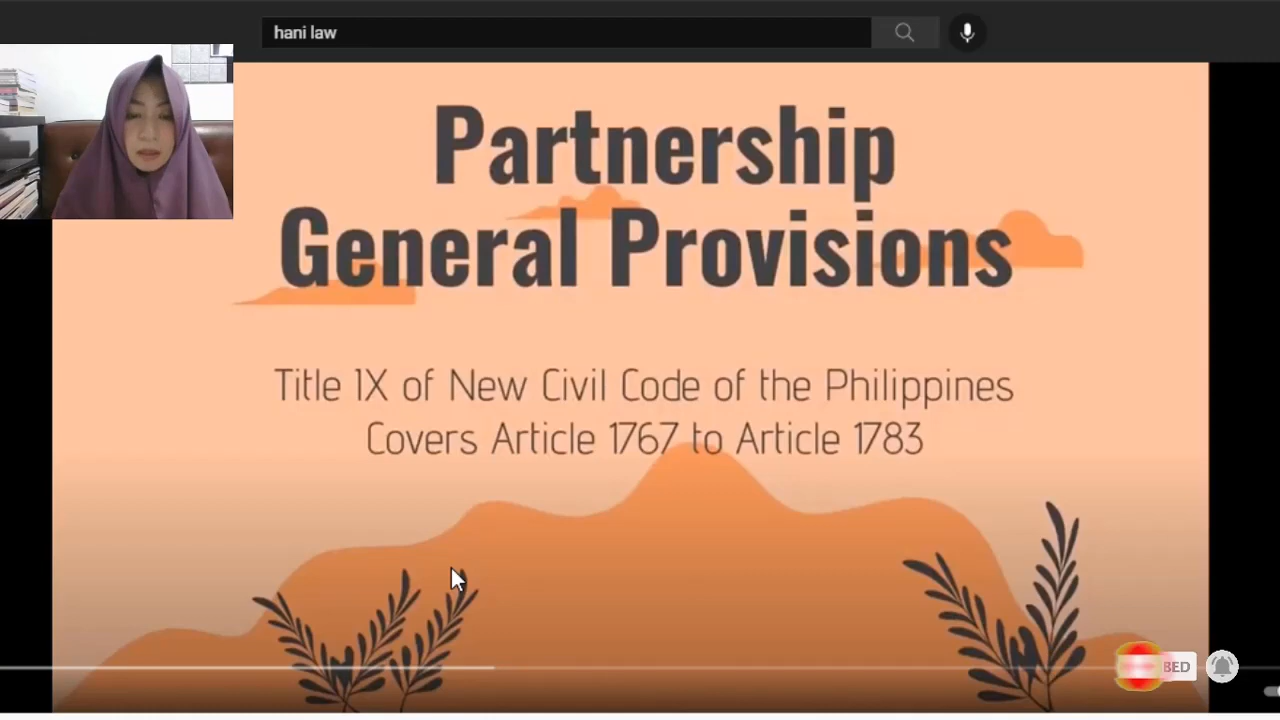 hani law
Partnership
General Provisions
Title IX of New Civil Code of the Philippines
Covers Article 1767 to Article 1783
BED